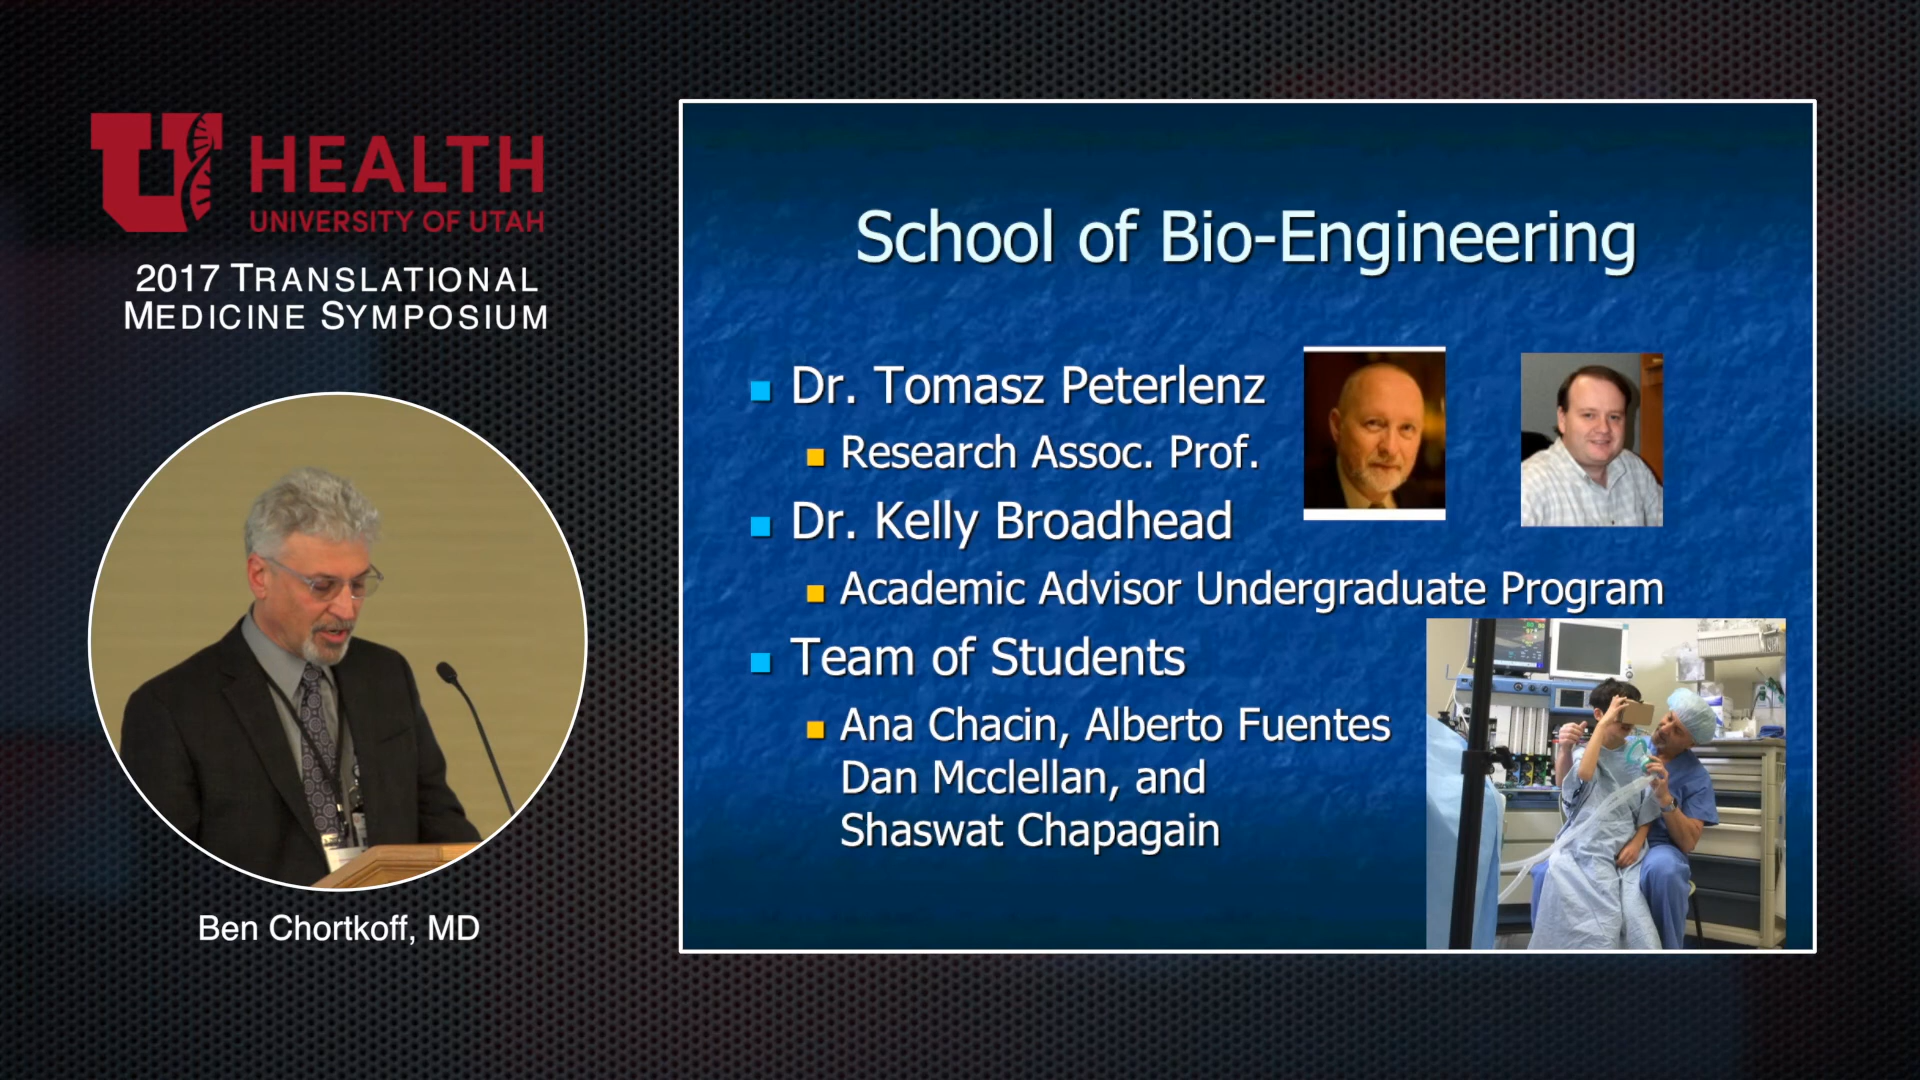 HEALTH
UNIVERSITY OF UTAH
2017 TRANSLATIONAL
MEDICINE SYMPOSIUM
Ben Chortkoff, MD
School of Bio-Engineering
Dr. Tomasz Peterlenz
Research Assoc. Prof.
Dr. Kelly Broadhead
Academic Advisor Undergraduate Program
Team of Students
Ana Chacin, Alberto Fuentes
Dan Mcclellan, and
Shaswat Chapagain